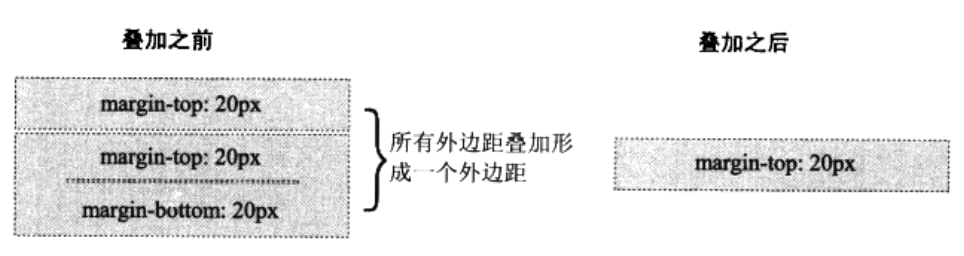 叠加之前
叠加之后
margin-top: 20px
margin-top: 20px
margin-bottom: 20px
所有外边距叠加形
成一个外边距
margin-top: 20px